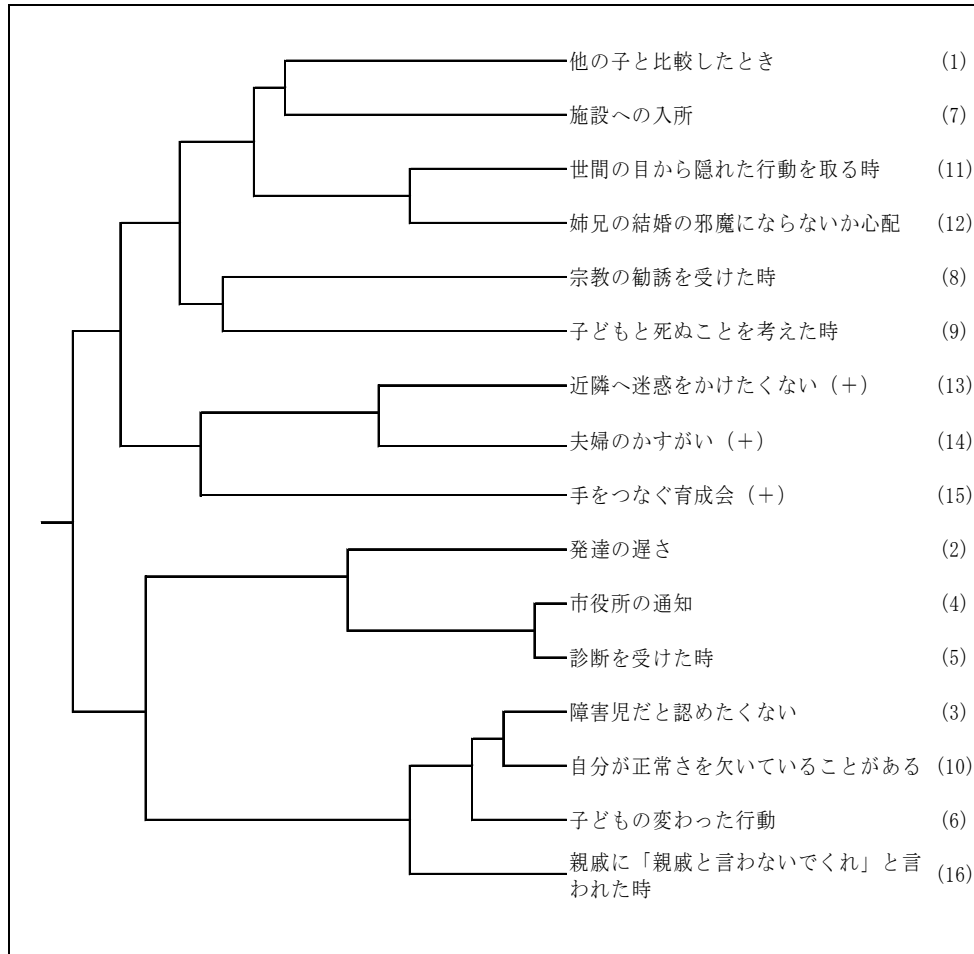 他の子と比較したとき (1)
施設への入所 (7)
世間の目から隠れた行動を取る時 (11)
姉兄の結婚の邪魔にならないか心配 (12)
宗教の勧誘を受けた時 (8)
子どもと死ぬことを考えた時 (9)
近隣へ迷惑をかけたくない（＋） (13)
夫婦のかすがい（＋） (14)
手をつなぐ育成会（＋） (15)
発達の遅さ (2)
市役所の通知 (4)
診断を受けた時 (5)
障害児だと認めたくない (3)
自分が正常さを欠いていることがある (10)
子どもの変わった行動 (6)
親戚に「親戚と言わないでくれ」と言
われた時 (16)